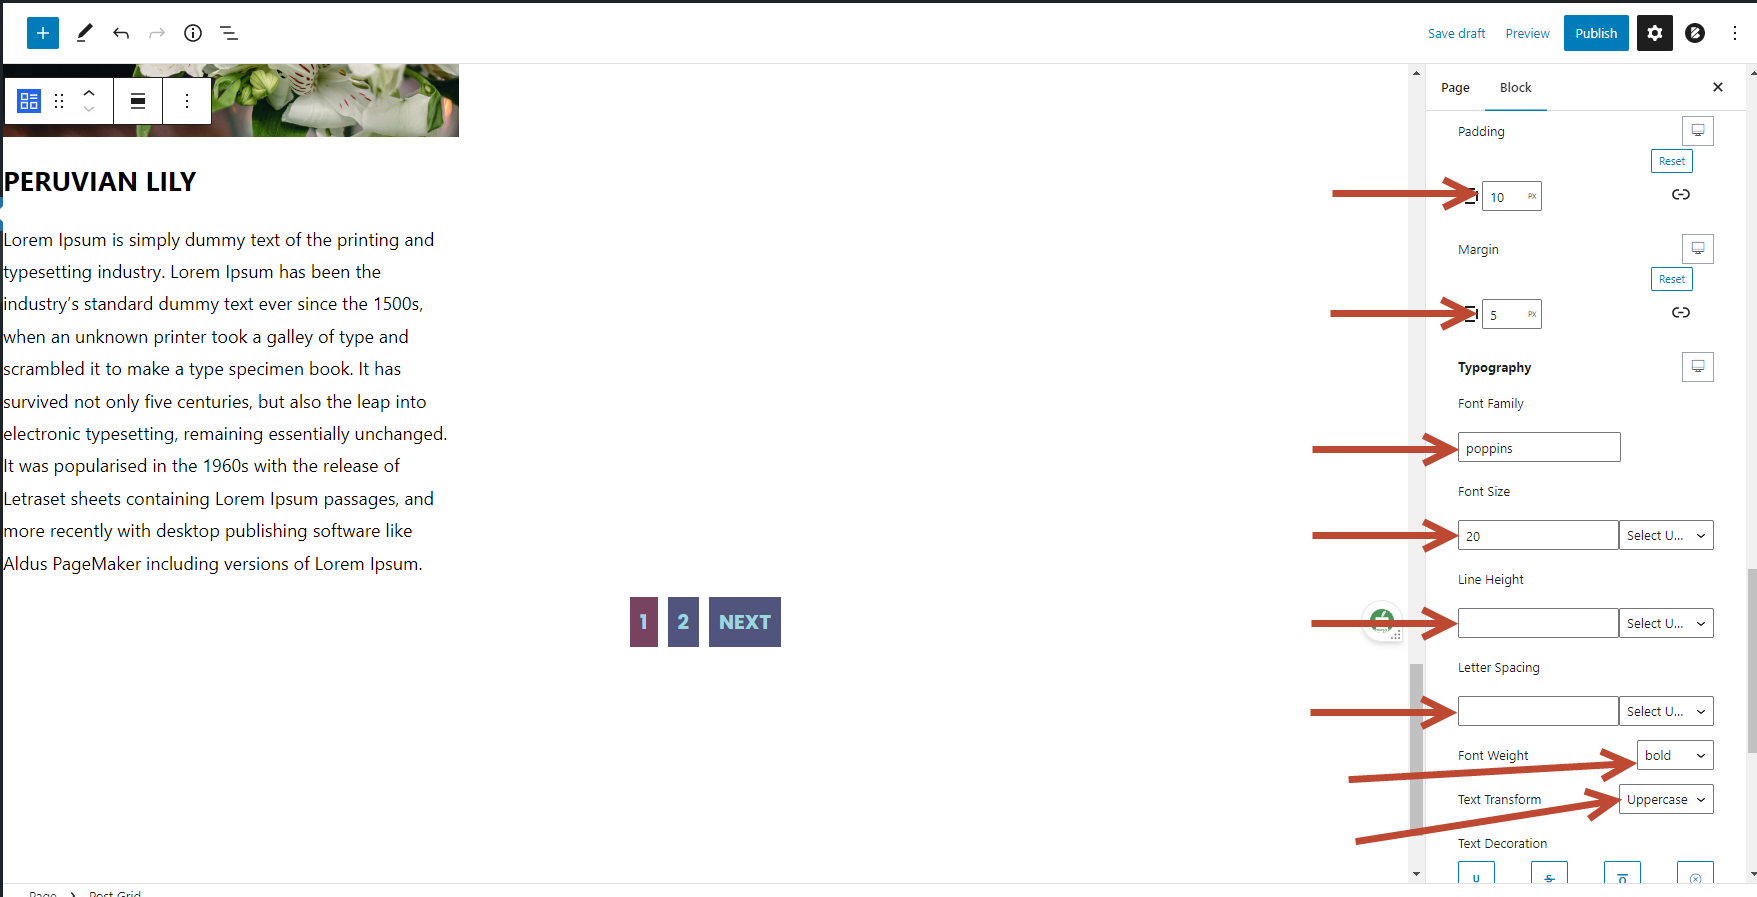 Save draft
Preview
Publish
Page
Block
Padding
Reset
10
PX
Margin
Reset
5
PX
Typography
Font Family
poppins
Font Size
20
Select U...
Line Height
Select U...
Letter Spacing
Select U...
Font Weight
bold
Text Transform
Uppercase
Text Decoration
U
S
O
PERUVIAN LILY
Lorem Ipsum is simply dummy text of the printing and
typesetting industry. Lorem Ipsum has been the
industry’s standard dummy text ever since the 1500s,
when an unknown printer took a galley of type and
scrambled it to make a type specimen book. It has
survived not only five centuries, but also the leap into
electronic typesetting, remaining essentially unchanged.
It was popularised in the 1960s with the release of
Letraset sheets containing Lorem Ipsum passages, and
more recently with desktop publishing software like
Aldus PageMaker including versions of Lorem Ipsum.
1
2
NEXT
Page
Post Grid